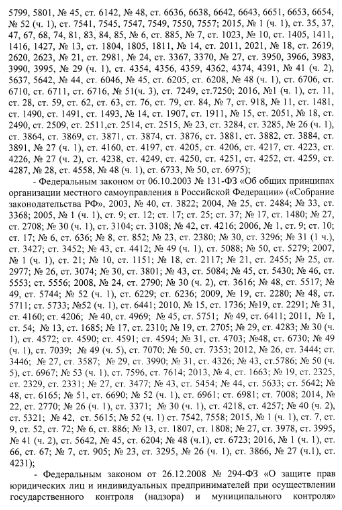 5799, 5801, № 45, ст. 6142, № 48, ст. 6636, 6638, 6642, 6643, 6651, 6653, 6654,
№ 52 (ч. 1), ст. 7541, 7545, 7547, 7549, 7550, 7557; 2015, № 1 (ч. 1), ст. 35, 37,
47, 67, 68, 74, 81, 83, 84, 85, № 6, ст. 885, № 7, ст. 1023, № 10, ст. 1405, 1411,
1416, 1427, № 13, ст. 1804, 1805, 1811, № 14, ст. 2011, 2021, № 18, ст. 2619,
2620, 2623, № 21, ст. 2981, № 24, ст. 3367, 3370, № 27, ст. 3950, 3966, 3983,
3990, 3995, № 29 (ч. 1), ст. 4354, 4356, 4359, 4362, 4374, 4391, № 41 (ч. 2),
5637, 5642, № 44, ст. 6046, № 45, ст. 6205, ст. 6208, № 48 (ч. 1), ст. 6706, ст.
6710, ст. 6711, ст. 6716, № 51(ч. 3), ст. 7249, ст.7250; 2016, №1 (ч. 1), ст. 11,
ст. 28, ст. 59, ст. 62, ст. 63, ст. 76, ст. 79, ст. 84, № 7, ст. 918, № 11, ст. 1481,
ст. 1490, ст. 1491, ст. 1493, № 14, ст. 1907, ст. 1911, № 15, ст. 2051, № 18, ст.
2490, ст. 2509, ст. 2511,ст. 2514, ст. 2515, № 23, ст. 3284, ст. 3285, № 26 (ч. 1),
ст. 3864, ст. 3869, ст. 3871, ст. 3874, ст. 3876, ст. 3881, ст. 3882, ст. 3884, ст.
3891, № 27 (ч. 1), ст. 4160, ст. 4197, ст. 4205, ст. 4206, ст. 4217, ст. 4223, ст.
4226, № 27 (ч. 2), ст. 4238, ст. 4249, ст. 4250, ст. 4251, ст. 4252, ст. 4259, ст.
4287, № 28, ст. 4558, № 48 (ч. 1), ст. 6733, № 50, ст. 6975);
- Федеральным законом от 06.10.2003 № 131-ФЗ «Об общих принципах
организации местного самоуправления в Российской Федерации» («Собрание
законодательства РФ», 2003, № 40, ст. 3822; 2004, № 25, ст. 2484; № 33, ст.
3368; 2005, № 1 (ч. 1), ст. 9; ст. 12; ст. 17; ст. 25; ст. 37; № 17, ст. 1480; № 27,
ст. 2708; № 30 (ч. 1), ст. 3104; ст. 3108; № 42, ст. 4216; 2006, № 1, ст. 9; ст. 10;
ст. 17; № 6, ст. 636; № 8, ст. 852; № 23, ст. 2380; № 30, ст. 3296; № 31 (1 ч.),
ст. 3427; ст. 3452; № 43, ст. 4412; № 49 (ч. 1), ст. 5088; № 50, ст. 5279; 2007,
№ 1 (ч. 1), ст. 21; № 10, ст. 1151; № 18, ст. 2117; № 21, ст. 2455; № 25, ст.
2977; № 26, ст. 3074; № 30, ст. 3801; № 43, ст. 5084; № 45, ст. 5430; № 46, ст.
5553; ст. 5556; 2008, № 24, ст. 2790; № 30 (ч. 2), ст. 3616; № 48, ст. 5517; №
49, ст. 5744; № 52 (ч. 1), ст. 6229; ст. 6236; 2009, № 19, ст. 2280; № 48, ст.
5711; ст. 5733; №52 (ч. 1), ст. 6441; 2010, № 15, ст. 1736; №19, ст. 2291; № 31,
ст. 4160; ст. 4206; № 40, ст. 4969; № 45, ст. 5751; № 49, ст. 6411; 2011, № 1,
ст. 54; № 13, ст. 1685; № 17, ст. 2310; № 19, ст. 2705; № 29, ст. 4283; № 30 (ч.
1), ст. 4572; ст. 4590; ст. 4591; ст. 4594; № 31, ст. 4703; №48, ст. 6730; № 49
(ч. 1), ст. 7039; № 49 (ч. 5), ст. 7070; № 50, ст. 7353; 2012, № 26, ст. 3444; ст.
3446; № 27, ст. 3587; № 29, ст. 3990; № 31, ст. 4326; № 43, ст.5786; № 50 (ч.
5), ст. 6967; № 53 (ч. 1), ст. 7596, ст. 7614; 2013, № 4, ст. 1663; № 19, ст. 2325,
ст. 2329, ст. 2331; № 27, ст. 3477; № 43, ст. 5454; № 44, ст. 5633; ст. 5642; №
48, ст. 6165; № 51, ст. 6690; № 52 (ч. 1), ст. 6961; ст. 6981; ст. 7008; 2014, №
22, ст. 2770; № 26 (ч. 1), ст. 3371; № 30 (ч. 1), ст. 4218, ст. 4257; № 40 (ч. 2),
ст. 5321; № 42, ст. 5615; № 52 (ч. 1), ст. 7542, 7558; 2015, № 1 (ч. 1), ст. 7, ст.
9, ст. 52, ст. 72; № 6, ст. 886; № 13, ст. 1807, ст. 1808; № 27, ст. 3978, ст. 3995,
№ 41 (ч. 2), ст. 5642, № 45, ст. 6204; № 48 (ч.1), ст. 6723; 2016, № 1 (ч. 1), ст.
66, ст. 67; № 7, ст. 905; № 23, ст. 3295, № 26 (ч. 1), ст. 3866, № 27 (ч.1), ст.
4231);
- Федеральным законом от 26.12.2008 № 294-ФЗ «О защите прав
юридических лиц и индивидуальных предпринимателей при осуществлении
государственного контроля (надзора) и муниципального контроля»